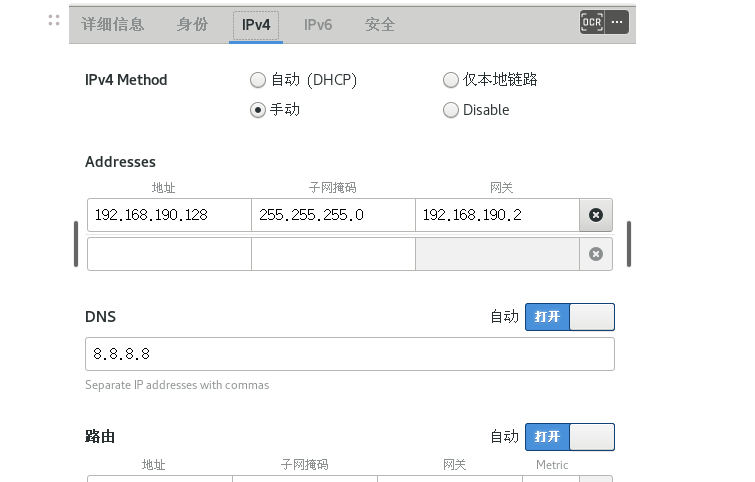 详细信息 身份 IPv4 IPv6 安全 OCR ···
IPv4 Method 自动 (DHCP) 仅本地链路
手动 Disable
Addresses
地址 子网掩码 网关
192.168.190.128 255.255.255.0 192.168.190.2
DNS 自动 打开
8.8.8.8
Separate IP addresses with commas
路由 自动 打开
地址 子网掩码 网关 Metric